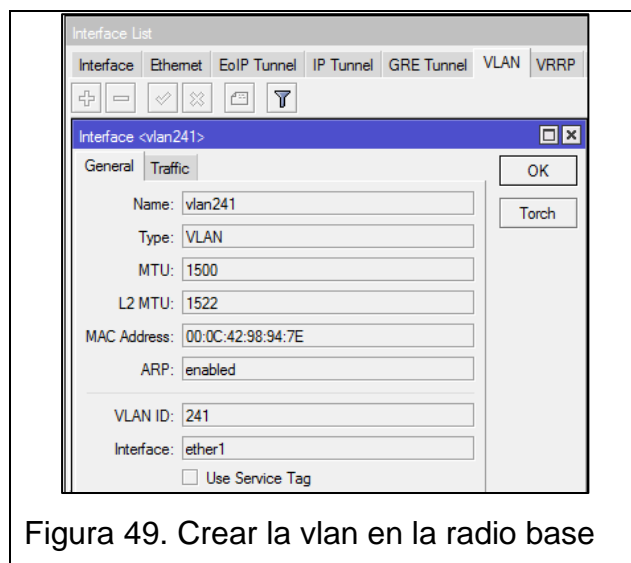 Interface List
Interface Ethernet EoIP Tunnel IP Tunnel GRE Tunnel VLAN VRRP
Interface <vlan241>
General Traffic
OK
Name: vlan241
Torch
Type: VLAN
MTU: 1500
L2 MTU: 1522
MAC Address: 00:0C:42:98:94:7E
ARP: enabled
VLAN ID: 241
Interface: ether1
Use Service Tag
Figura 49. Crear la vlan en la radio base